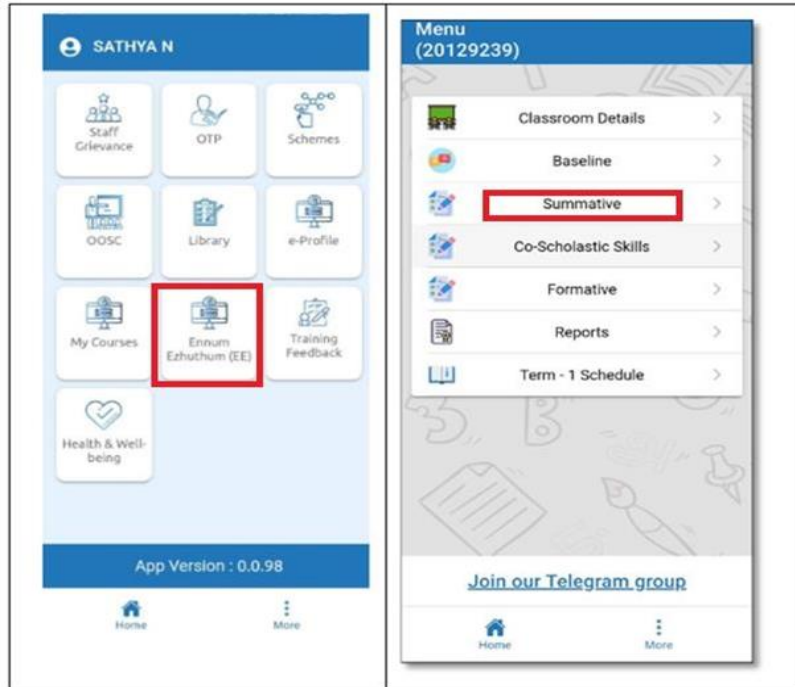 SATHYA N
Staff
Grievance
OTP
Schemes
OOSC
Library
e-Profile
My Courses
Ennum
Ezhuthum (EE)
Training
Feedback
Health & Well-
being
App Version : 0.0.98
Home
More
Menu
(20129239)
Classroom Details
Baseline
Summative
Co-Scholastic Skills
Formative
Reports
Term - 1 Schedule
Join our Telegram group
Home
More